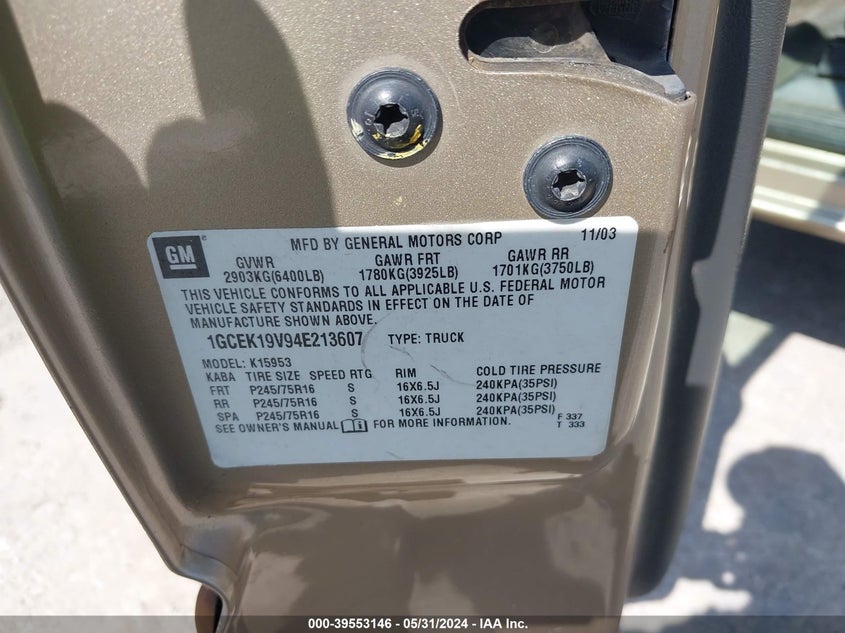 GM
MFD BY GENERAL MOTORS CORP 11/03
GVWR GAWR FRT GAWR RR
2903KG(6400LB) 1780KG(3925LB) 1701KG(3750LB)
THIS VEHICLE CONFORMS TO ALL APPLICABLE U.S. FEDERAL MOTOR
VEHICLE SAFETY STANDARDS IN EFFECT ON THE DATE OF
MANUFACTURE SHOWN ABOVE.
1GCEK19V94E213607 TYPE: TRUCK
MODEL: K15953
KABA TIRE SIZE SPEED RTG RIM COLD TIRE PRESSURE
FRT P245/75R16 S 16X6.5J 240KPA(35PSI)
RR P245/75R16 S 16X6.5J 240KPA(35PSI)
SPA P245/75R16 S 16X6.5J 240KPA(35PSI)
SEE OWNER'S MANUAL FOR MORE INFORMATION.
F 337
T 333
000-39553146 - 05/31/2024 - IAA Inc.